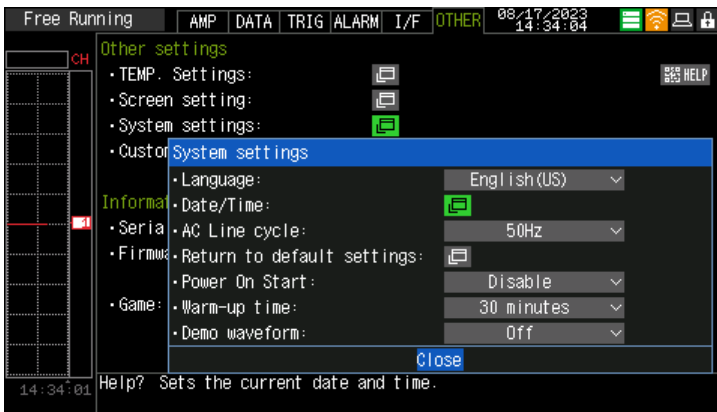 Free Running
AMP DATA TRIG ALARM I/F OTHER
08/17/2023
14:34:04
CH
Other settings
・TEMP. Settings:
HELP
・Screen setting:
・System settings:
・Custom
System settings
・Language: English(US)
Informat
・Date/Time:
1
・Seria
・AC Line cycle: 50Hz
・Firmwa
・Return to default settings:
・Power On Start: Disable
・Game:
・Warm-up time: 30 minutes
・Demo waveform: Off
Close
14:34:01
Help? Sets the current date and time.